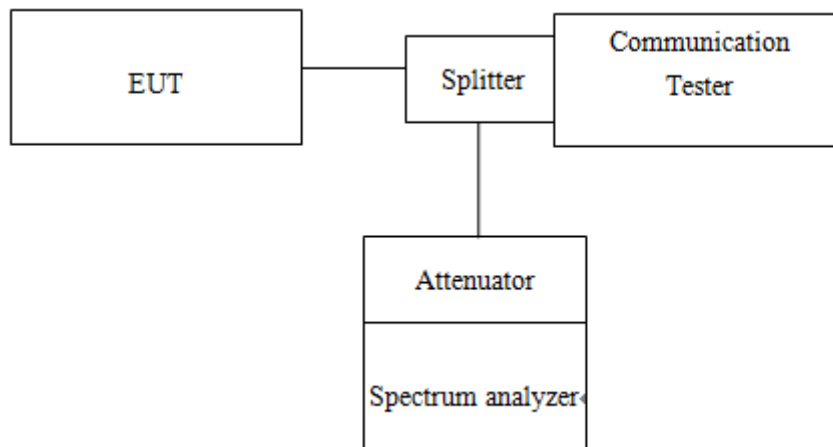 EUT
Splitter
Communication
Tester
Attenuator
Spectrum analyzer